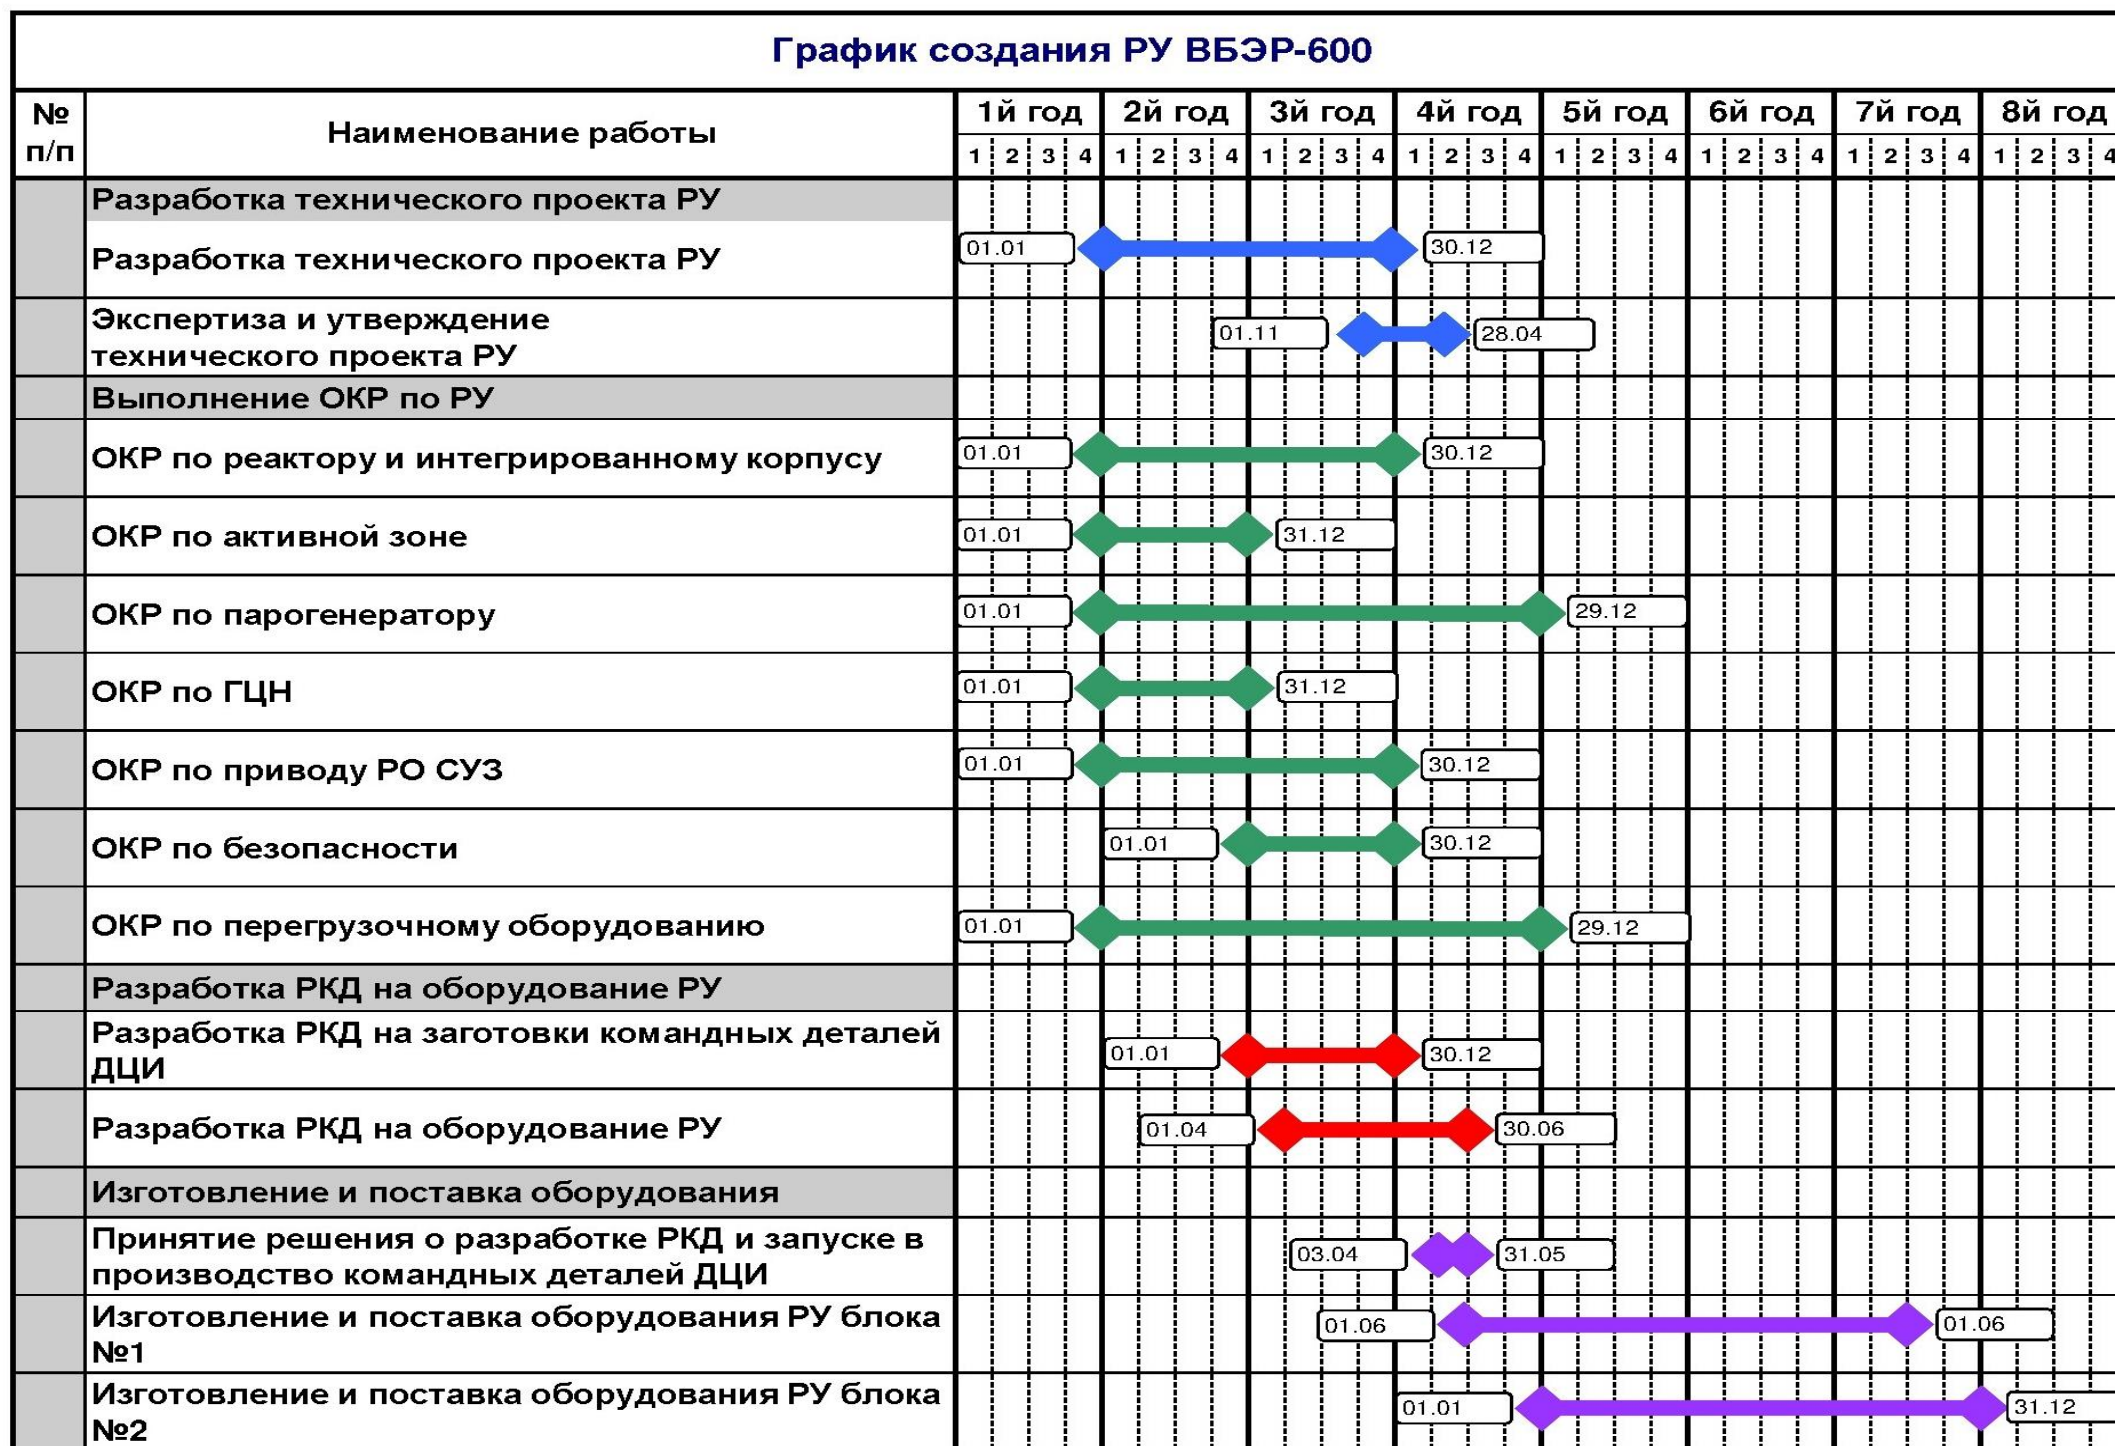 График создания РУ ВБЭР-600
№
п/п
Наименование работы
1й год 2й год 3й год 4й год 5й год 6й год 7й год 8й год
1 2 3 4 1 2 3 4 1 2 3 4 1 2 3 4 1 2 3 4 1 2 3 4 1 2 3 4 1 2 3 4
Разработка технического проекта РУ
Разработка технического проекта РУ
01.01 30.12
Экспертиза и утверждение
технического проекта РУ
01.11 28.04
Выполнение ОКР по РУ
ОКР по реактору и интегрированному корпусу
01.01 30.12
ОКР по активной зоне
01.01 31.12
ОКР по парогенератору
01.01 29.12
ОКР по ГЦН
01.01 31.12
ОКР по приводу РО СУЗ
01.01 30.12
ОКР по безопасности
01.01 30.12
ОКР по перегрузочному оборудованию
01.01 29.12
Разработка РКД на оборудование РУ
Разработка РКД на заготовки командных деталей
ДЦИ
01.01 30.12
Разработка РКД на оборудование РУ
01.04 30.06
Изготовление и поставка оборудования
Принятие решения о разработке РКД и запуске в
производство командных деталей ДЦИ
03.04 31.05
Изготовление и поставка оборудования РУ блока
№1
01.06 01.06
Изготовление и поставка оборудования РУ блока
№2
01.01 31.12